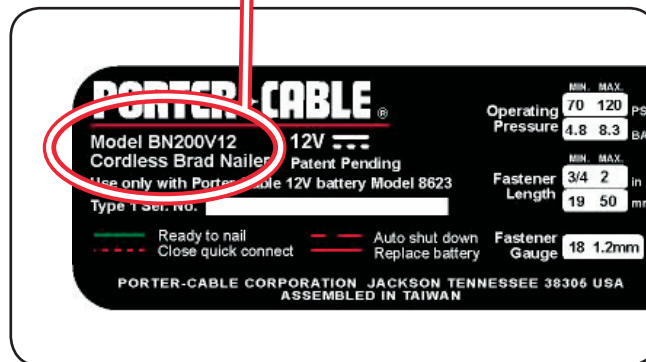 PORTER+CABLE®
Model BN200V12
Cordless Brad Nailer
12V
Patent Pending
Use only with Porter-Cable 12V battery Model 8623
Type 1 Ser. No.
Ready to nail
Close quick connect
Auto shut down
Replace battery
Operating
Pressure
MIN. MAX.
70 120
4.8 8.3
Fastener
Length
MIN. MAX.
3/4 2 in
19 50
Fastener
Gauge
18 1.2mm
PORTER-CABLE CORPORATION JACKSON TENNESSEE 38305 USA
ASSEMBLED IN TAIWAN